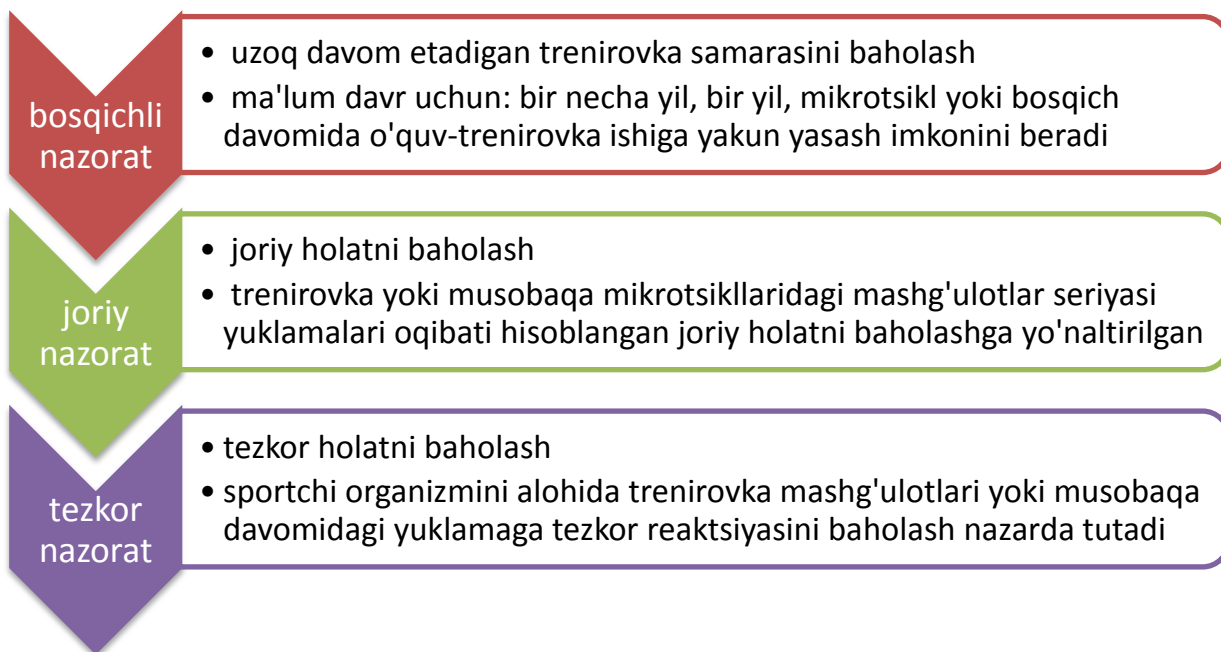 bosqichli
nazorat
• uzoq davom etadigan trenirovka samarasini baholash
• ma'lum davr uchun: bir necha yil, bir yil, mikrotsikl yoki bosqich
davomida o'quv-trenirovka ishiga yakun yasash imkonini beradi
joriy
nazorat
• joriy holatni baholash
• trenirovka yoki musobaqa mikrotsikllaridagi mashg'ulotlar seriyasi
yuklamalari oqibati hisoblangan joriy holatni baholashga yo'naltirilgan
tezkor
nazorat
• tezkor holatni baholash
• sportchi organizmini alohida trenirovka mashg'ulotlari yoki musobaqa
davomidagi yuklamaga tezkor reaktsiyasini baholash nazarda tutadi